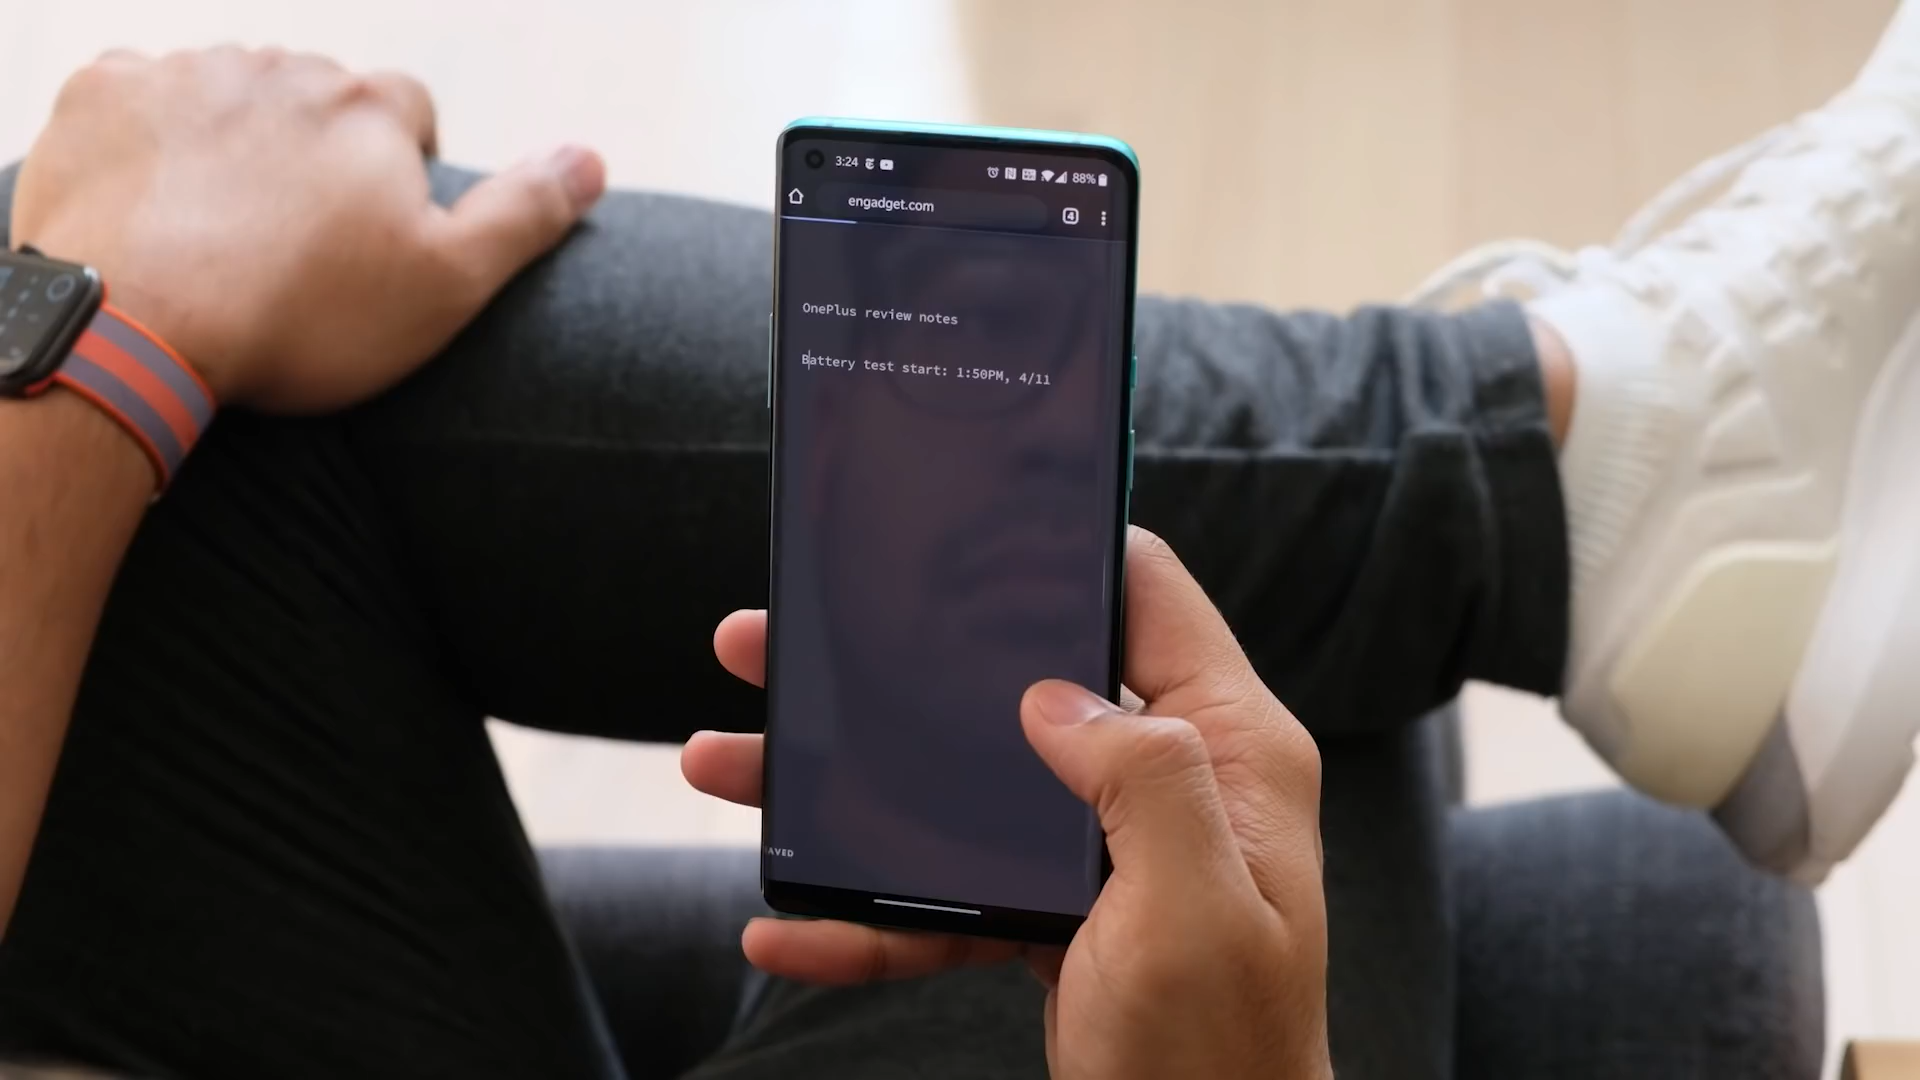 3:24
88%
engadget.com
4
OnePlus review notes
Battery test start: 1:50PM, 4/11
AVED